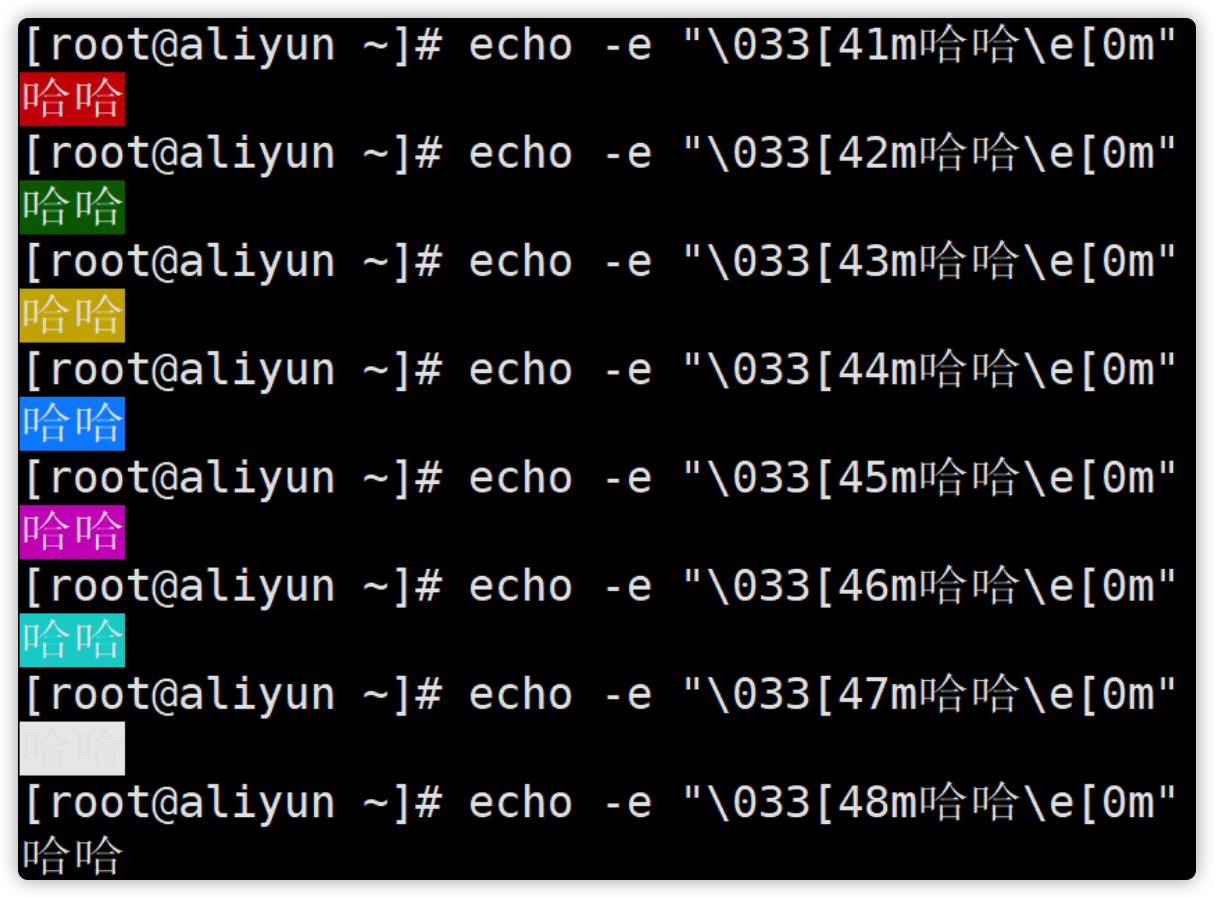 [root@aliyun ~]# echo -e "\033[41m哈哈\e[0m"
哈哈
[root@aliyun ~]# echo -e "\033[42m哈哈\e[0m"
哈哈
[root@aliyun ~]# echo -e "\033[43m哈哈\e[0m"
哈哈
[root@aliyun ~]# echo -e "\033[44m哈哈\e[0m"
哈哈
[root@aliyun ~]# echo -e "\033[45m哈哈\e[0m"
哈哈
[root@aliyun ~]# echo -e "\033[46m哈哈\e[0m"
哈哈
[root@aliyun ~]# echo -e "\033[47m哈哈\e[0m"
哈哈
[root@aliyun ~]# echo -e "\033[48m哈哈\e[0m"
哈哈